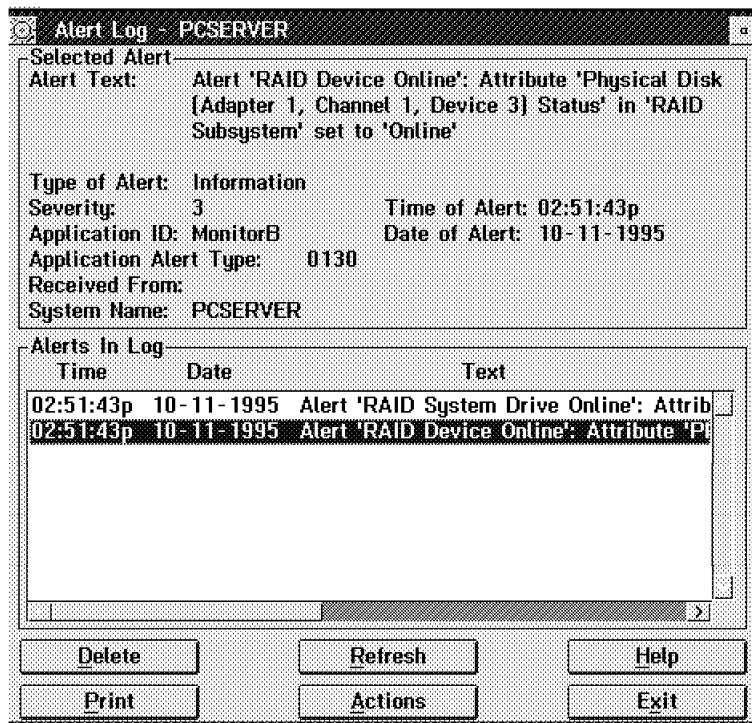 Alert Log - PCSERVER
Selected Alert
Alert Text: Alert 'RAID Device Online': Attribute 'Physical Disk
(Adapter 1, Channel 1, Device 3) Status' in 'RAID
Subsystem' set to 'Online'
Type of Alert: Information
Severity: 3 Time of Alert: 02:51:43p
Application ID: MonitorB Date of Alert: 10-11-1995
Application Alert Type: 0130
Received From:
System Name: PCSERVER
Alerts In Log
Time Date Text
02:51:43p 10-11-1995 Alert 'RAID System Drive Online': Attrib
02:51:43p 10-11-1995 Alert 'RAID Device Online': Attribute 'P
Delete Refresh Help
Print Actions Exit